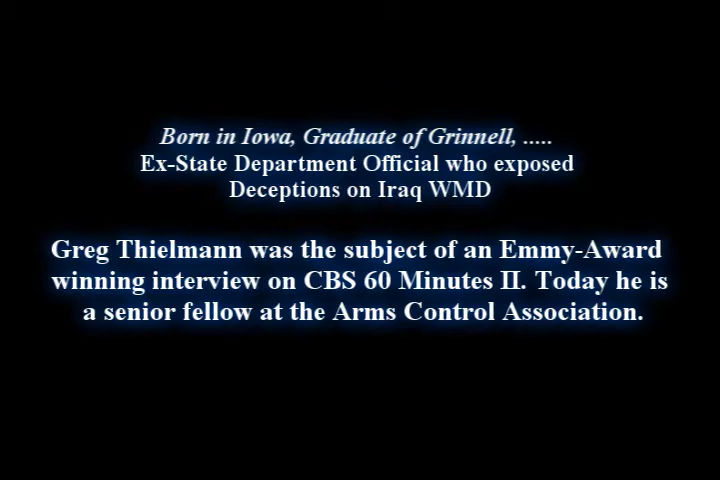 Born in Iowa, Graduate of Grinnell, .....
Ex-State Department Official who exposed
Deceptions on Iraq WMD
Greg Thielmann was the subject of an Emmy-Award
winning interview on CBS 60 Minutes II. Today he is
a senior fellow at the Arms Control Association.